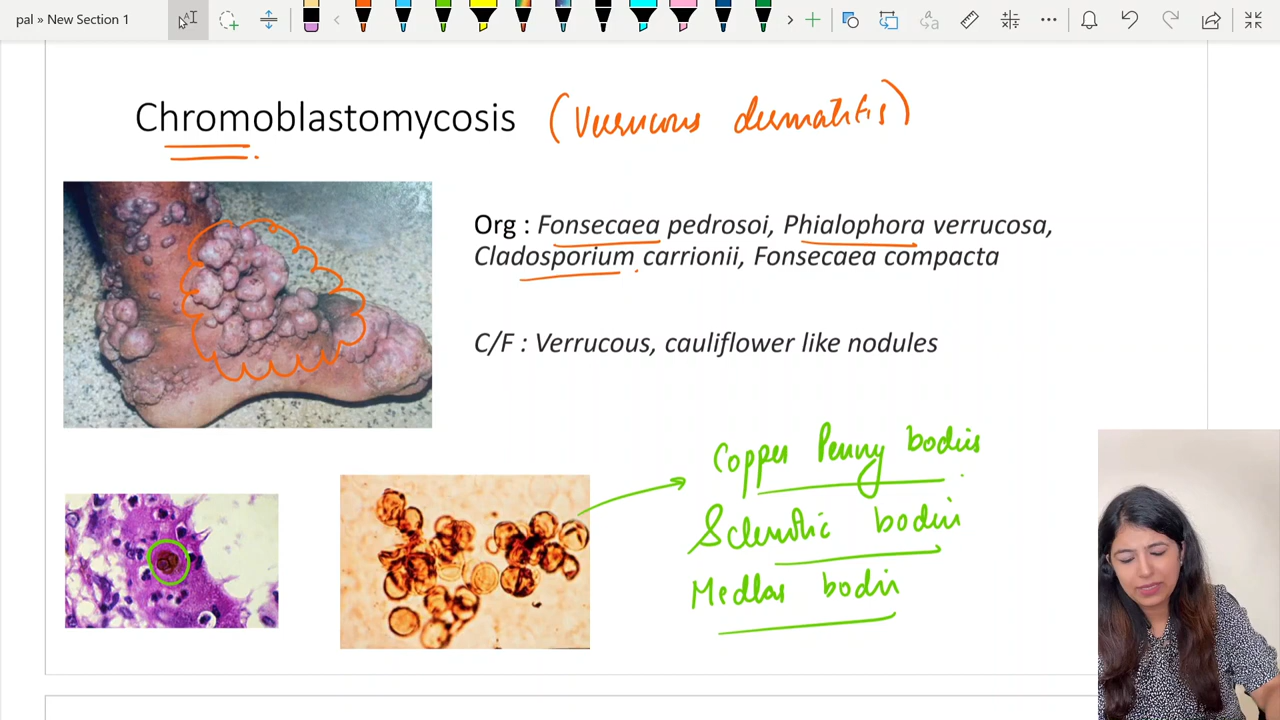 pal » New Section 1
Chromoblastomycosis (Verrucous dermatitis)
Org : Fonsecaea pedrosoi, Phialophora verrucosa,
Cladosporium carrionii, Fonsecaea compacta
C/F : Verrucous, cauliflower like nodules
Copper Penny bodies
Sclerotic bodies
Medlar bodies